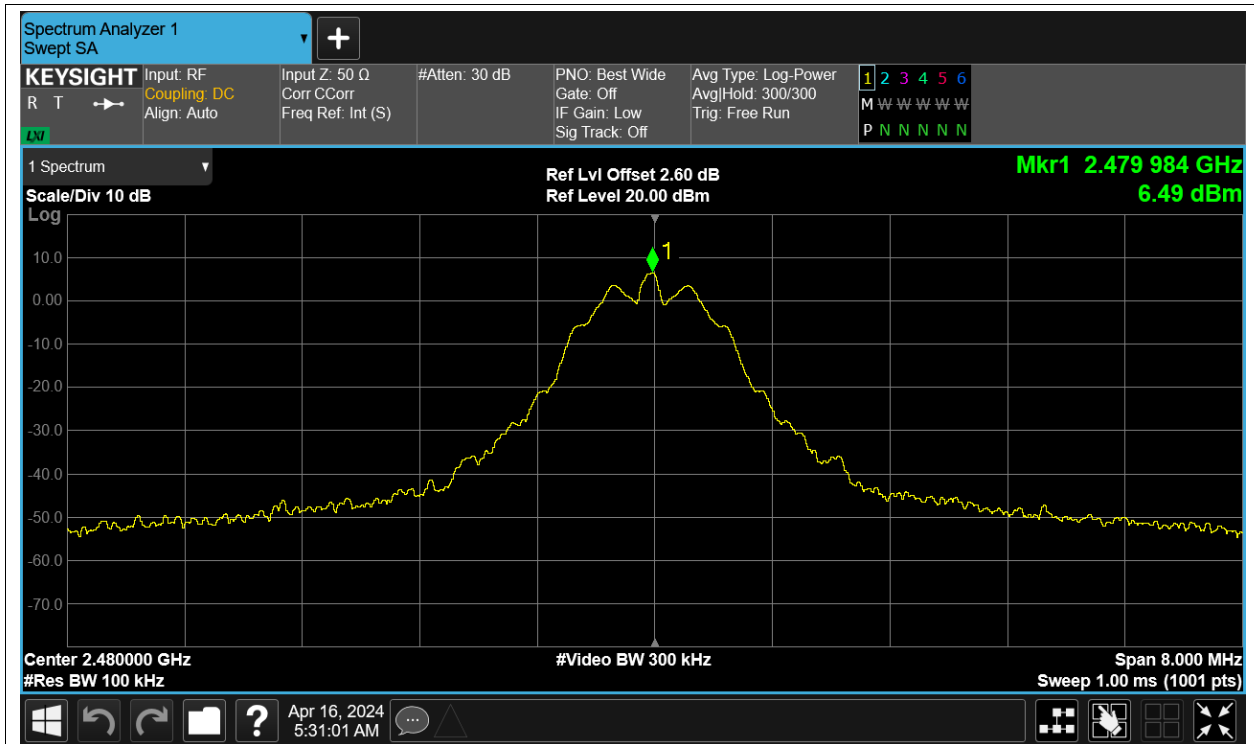 Spectrum Analyzer 1
Swept SA
KEYSIGHT
R T
LXI
Input: RF
Coupling: DC
Align: Auto
Input Z: 50 Ω
Corr CCorr
Freq Ref: Int (S)
#Atten: 30 dB
PNO: Best Wide
Gate: Off
IF Gain: Low
Sig Track: Off
Avg Type: Log-Power
Avg|Hold: 300/300
Trig: Free Run
1 2 3 4 5 6
M W W W W W
P N N N N N
1 Spectrum
Scale/Div 10 dB
Log
Ref Lvl Offset 2.60 dB
Ref Level 20.00 dBm
Mkr1 2.479 984 GHz
6.49 dBm
1
10.0
0.00
-10.0
-20.0
-30.0
-40.0
-50.0
-60.0
-70.0
Center 2.480000 GHz
#Res BW 100 kHz
#Video BW 300 kHz
Span 8.000 MHz
Sweep 1.00 ms (1001 pts)
?
Apr 16, 2024
5:31:01 AM